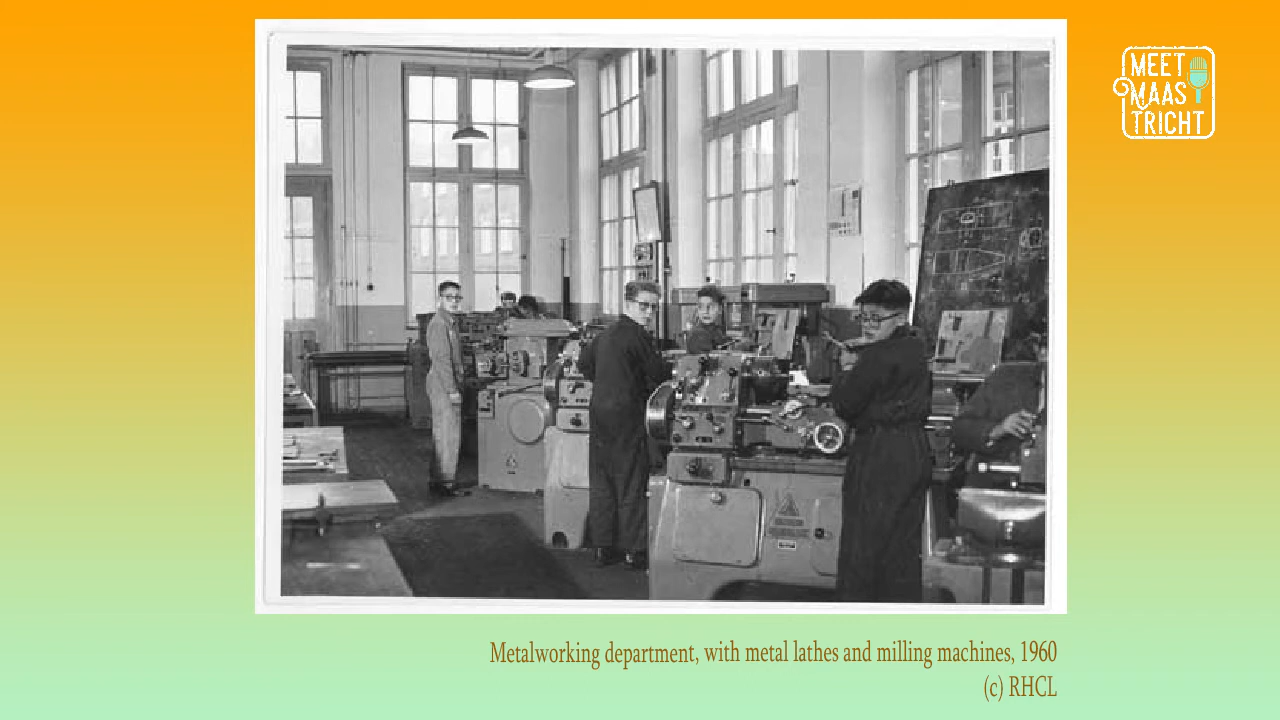 MEET
MAAS
TRICHT
Metalworking department, with metal lathes and milling machines, 1960
(c) RHCL